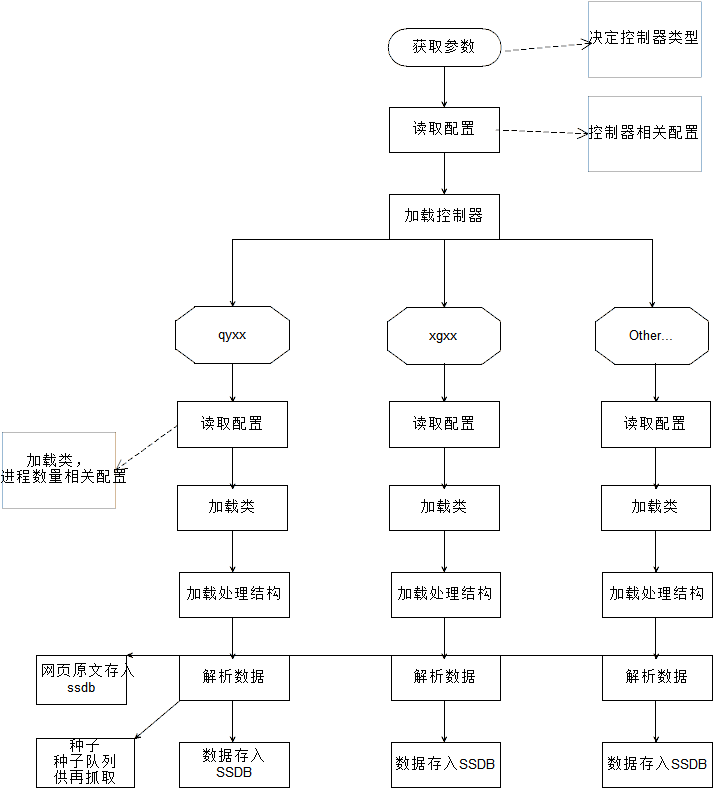 获取参数
决定控制器类型
读取配置
控制器相关配置
加载控制器
qyxx
xgxx
Other...
读取配置
读取配置
读取配置
加载类，
进程数量相关配置
加载类
加载类
加载类
加载处理结构
加载处理结构
加载处理结构
网页原文存入
ssdb
解析数据
解析数据
解析数据
种子
种子队列
供再抓取
数据存入
SSDB
数据存入SSDB
数据存入SSDB